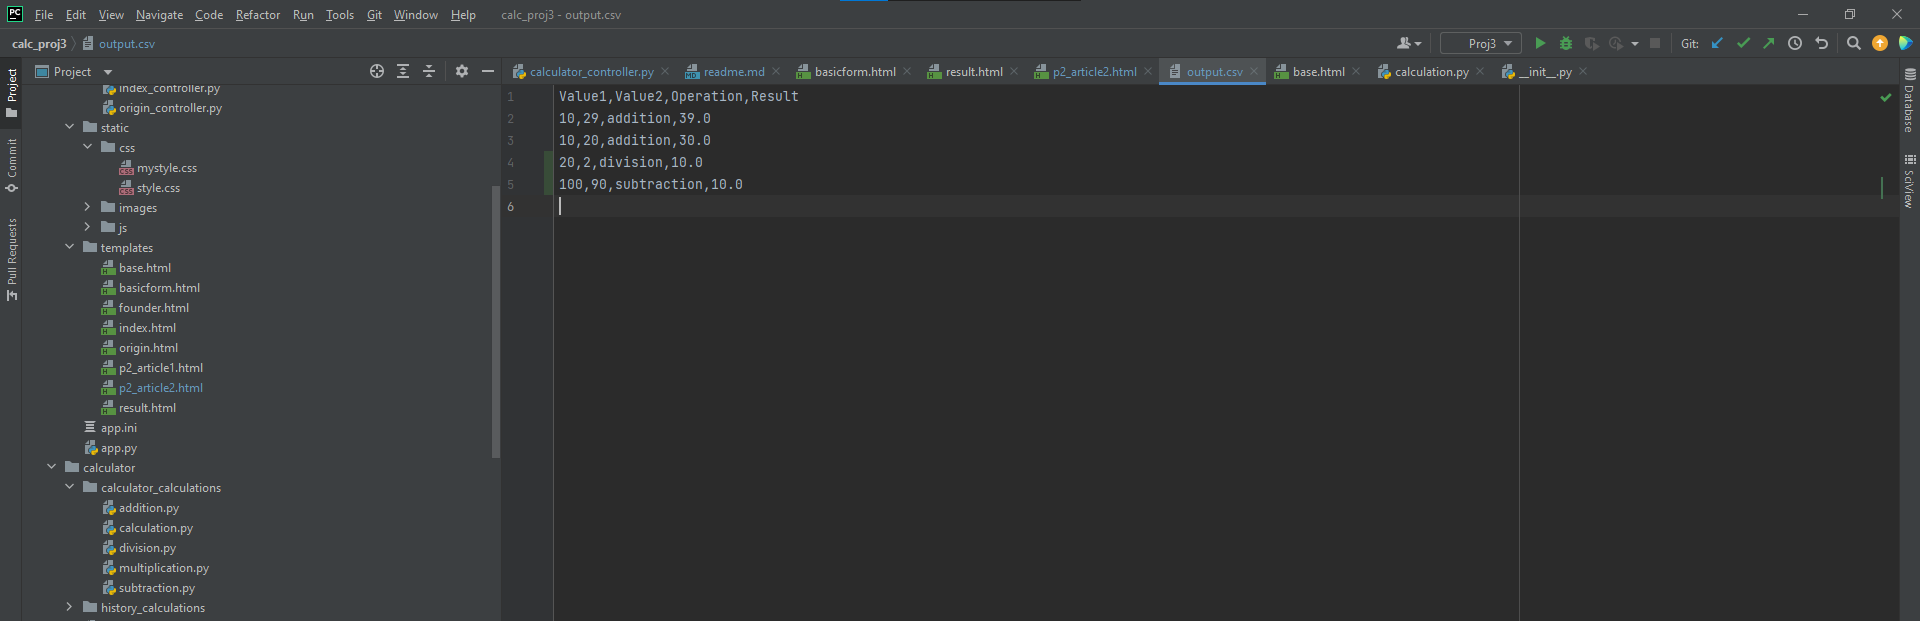 PC File Edit View Navigate Code Refactor Run Tools Git Window Help calc_proj3 - output.csv
calc_proj3 output.csv Proj3 Git:
Project
calculator_controller.py readme.md basicform.html result.html p2_article2.html output.csv base.html calculation.py __init__.py
Project
Commit
Pull Requests
index_controller.py
origin_controller.py
static
css
mystyle.css
style.css
images
js
templates
base.html
basicform.html
founder.html
index.html
origin.html
p2_article1.html
p2_article2.html
result.html
app.ini
app.py
calculator
calculator_calculations
addition.py
calculation.py
division.py
multiplication.py
subtraction.py
history_calculations
1 Value1,Value2,Operation,Result
2 10,29,addition,39.0
3 10,20,addition,30.0
4 20,2,division,10.0
5 100,90,subtraction,10.0
6
Database
SciView